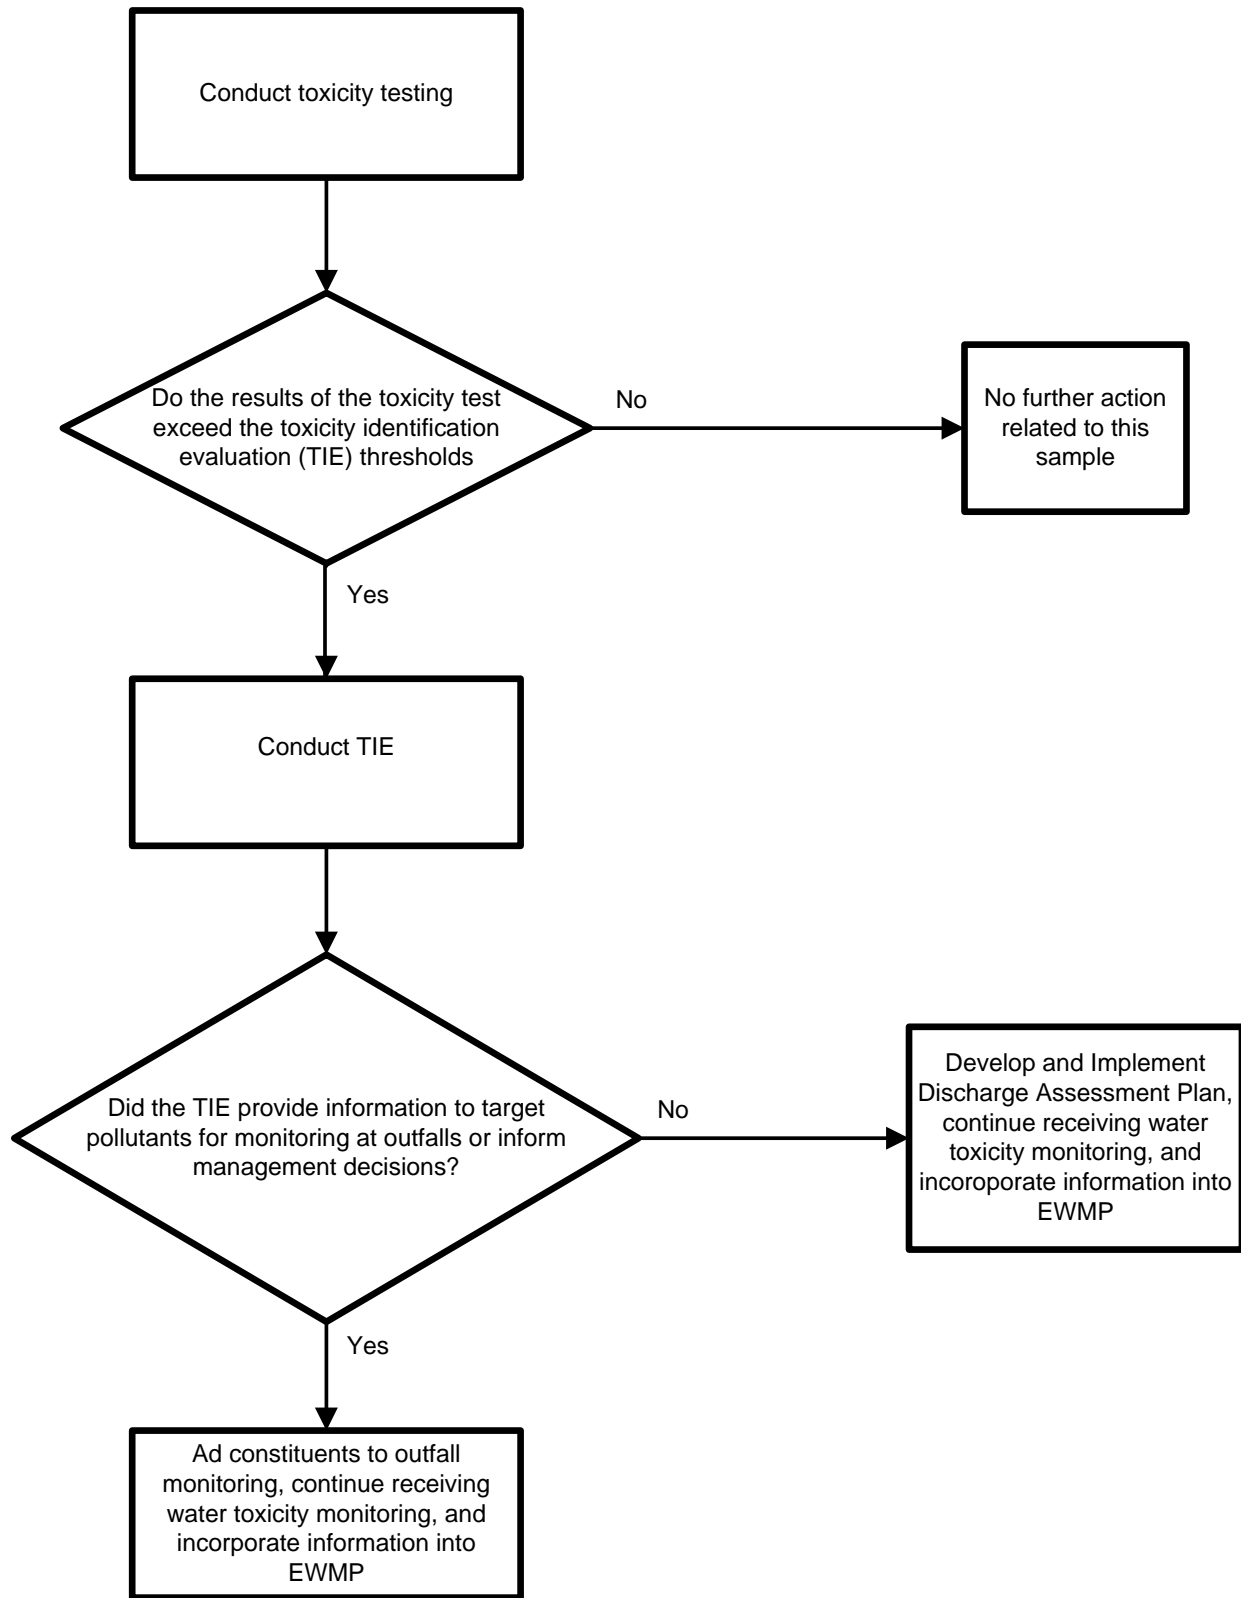 Conduct toxicity testing
Do the results of the toxicity test
exceed the toxicity identification
evaluation (TIE) thresholds
No
No further action
related to this
sample
Yes
Conduct TIE
Did the TIE provide information to target
pollutants for monitoring at outfalls or inform
management decisions?
No
Develop and Implement
Discharge Assessment Plan,
continue receiving water
toxicity monitoring, and
incoroporate information into
EWMP
Yes
Ad constituents to outfall
monitoring, continue receiving
water toxicity monitoring, and
incorporate information into
EWMP